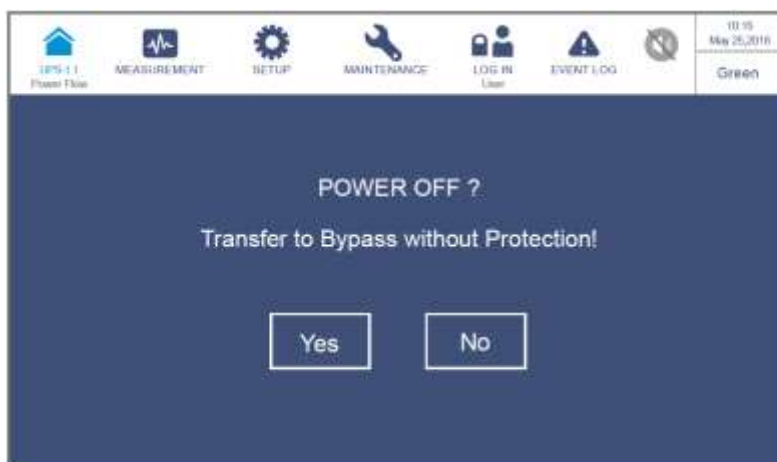 UPS-1.1
Power Flow
MEASUREMENT
SETUP
MAINTENANCE
LOG IN
User
EVENT LOG
10:15
May 25,2016
Green
POWER OFF ?
Transfer to Bypass without Protection!
Yes
No